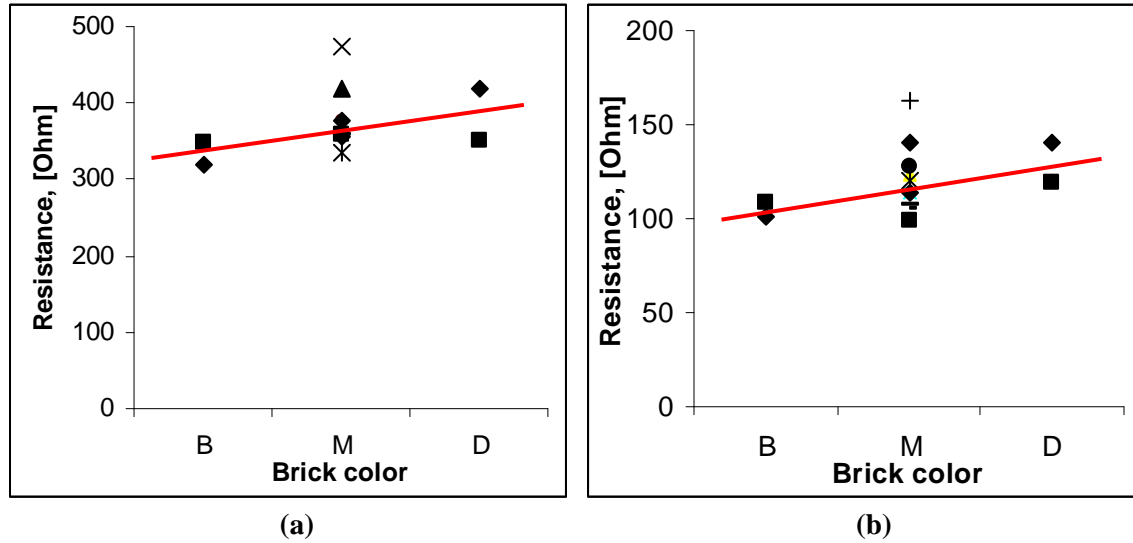 500
400
300
200
100
0
Resistance, [Ohm]
B M D
Brick color
(a)
200
150
100
50
0
Resistance, [Ohm]
B M D
Brick color
(b)